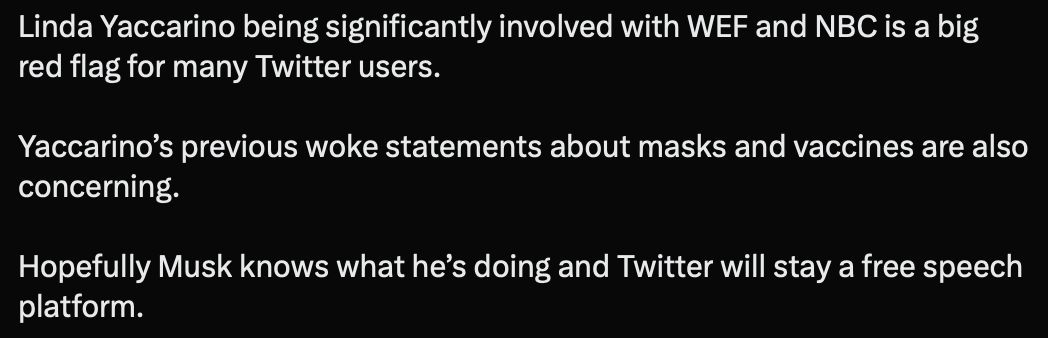 Linda Yaccarino being significantly involved with WEF and NBC is a big
red flag for many Twitter users.
Yaccarino’s previous woke statements about masks and vaccines are also
concerning.
Hopefully Musk knows what he’s doing and Twitter will stay a free speech
platform.